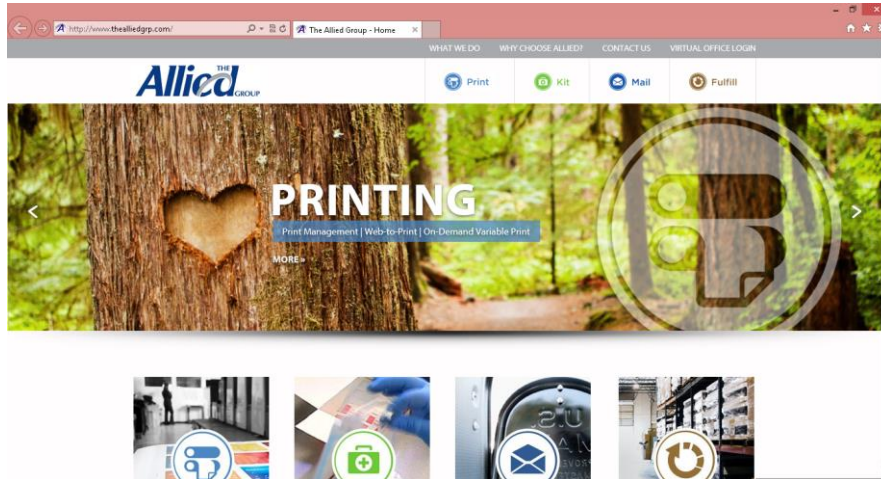 http://www.thealliedgrp.com/
The Allied Group - Home
WHAT WE DO WHY CHOOSE ALLIED? CONTACT US VIRTUAL OFFICE LOGIN
THE
Allied
GROUP
Print Kit Mail Fulfill
PRINTING
Print Management | Web-to-Print | On-Demand Variable Print
MORE »
U.S.